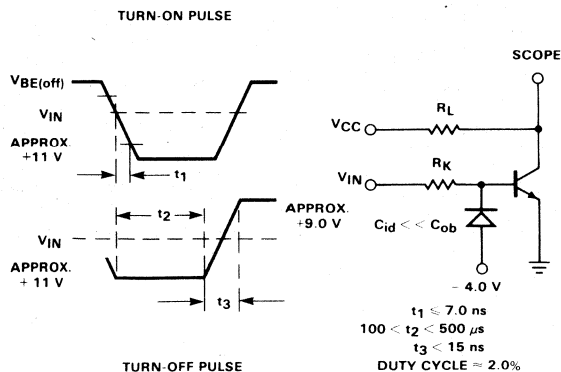 TURN-ON PULSE
VBE(off)
VIN
APPROX.
+11 V
t1
t2
VIN
APPROX.
+ 11 V
APPROX.
+9.0 V
t3
TURN-OFF PULSE
SCOPE
VCC
RL
VIN
RK
Cid << Cob
- 4.0 V
t1 ⩽ 7.0 ns
100 < t2 < 500 μs
t3 < 15 ns
DUTY CYCLE ≈ 2.0%